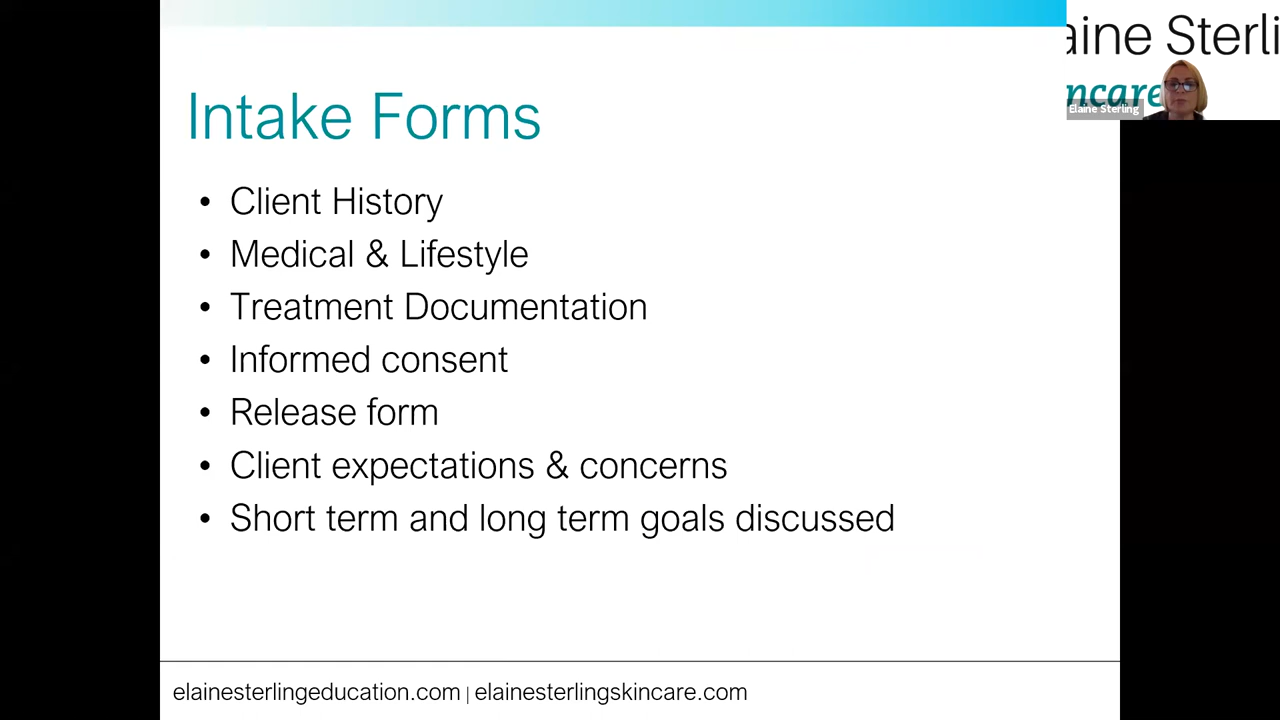 aine Sterli
ncare
Elaine Sterling
Intake Forms
• Client History
• Medical & Lifestyle
• Treatment Documentation
• Informed consent
• Release form
• Client expectations & concerns
• Short term and long term goals discussed
elainesterlingeducation.com | elainesterlingskincare.com